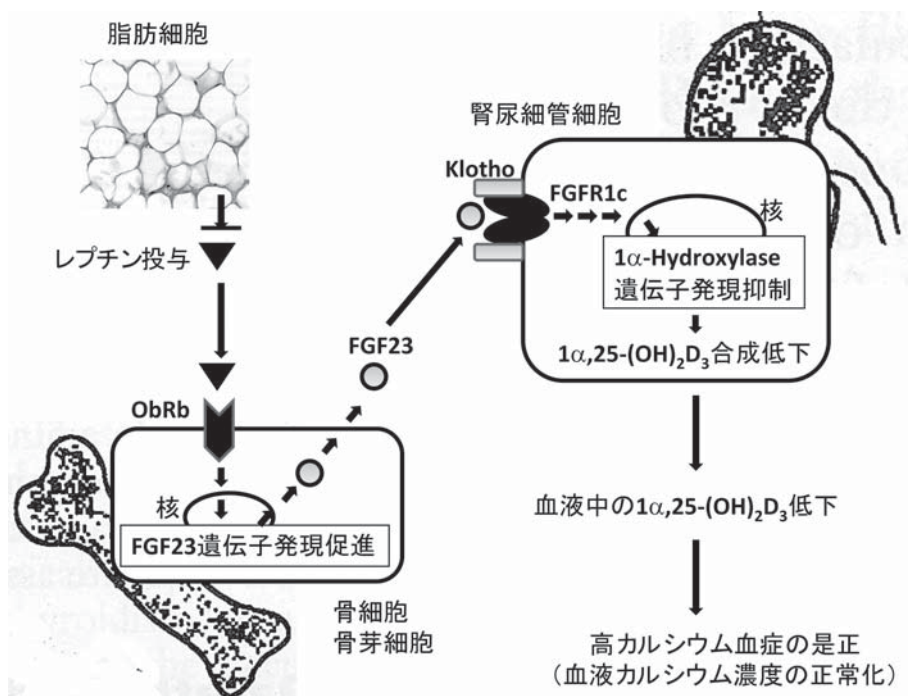 脂肪細胞
レプチン投与
ObRb
核
FGF23遺伝子発現促進
骨細胞
骨芽細胞
FGF23
腎尿細管細胞
Klotho
FGFR1c
核
1α-Hydroxylase
遺伝子発現抑制
1α,25-(OH)₂D₃合成低下
血液中の1α,25-(OH)₂D₃低下
高カルシウム血症の是正
（血液カルシウム濃度の正常化）